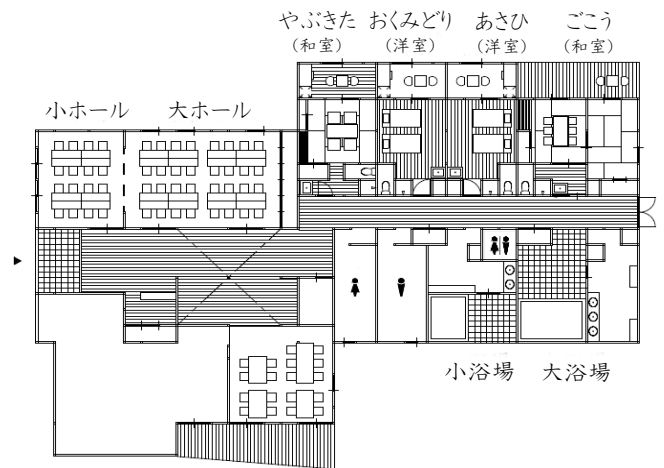 やぶきた おくみどり あさひ ごこう
(和室) (洋室) (洋室) (和室)
小ホール 大ホール
小浴場 大浴場